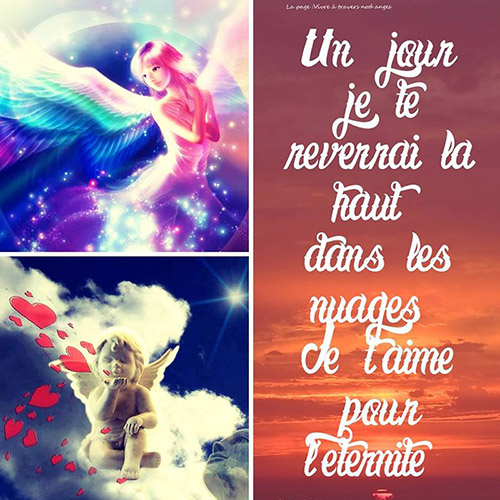 La page :Vivre à travers nod anges
Un jour
je te
reverrai la
haut
dans les
nuages
Je t'aime
pour
l'eternite